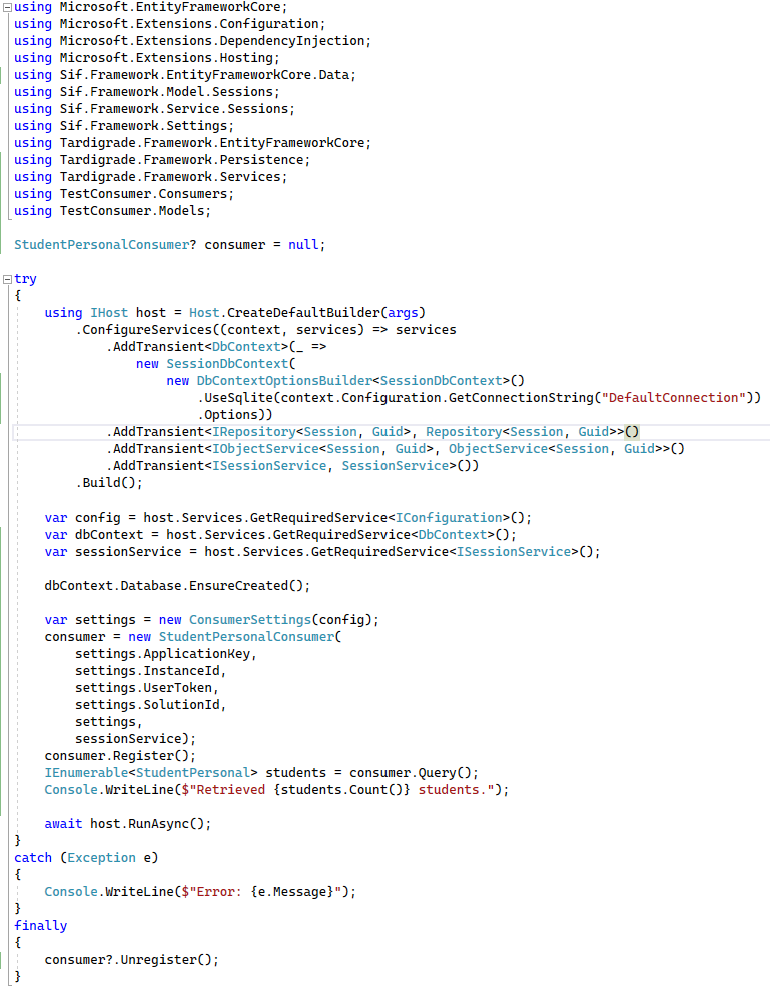 using Microsoft.EntityFrameworkCore;
using Microsoft.Extensions.Configuration;
using Microsoft.Extensions.DependencyInjection;
using Microsoft.Extensions.Hosting;
using Sif.Framework.EntityFrameworkCore.Data;
using Sif.Framework.Model.Sessions;
using Sif.Framework.Service.Sessions;
using Sif.Framework.Settings;
using Tardigrade.Framework.EntityFrameworkCore;
using Tardigrade.Framework.Persistence;
using Tardigrade.Framework.Services;
using TestConsumer.Consumers;
using TestConsumer.Models;

StudentPersonalConsumer? consumer = null;

try
{
    using IHost host = Host.CreateDefaultBuilder(args)
        .ConfigureServices((context, services) => services
            .AddTransient<DbContext>(_ =>
                new SessionDbContext(
                    new DbContextOptionsBuilder<SessionDbContext>()
                        .UseSqlite(context.Configuration.GetConnectionString("DefaultConnection"))
                        .Options))
            .AddTransient<IRepository<Session, Guid>, Repository<Session, Guid>>()
            .AddTransient<IObjectService<Session, Guid>, ObjectService<Session, Guid>>()
            .AddTransient<ISessionService, SessionService>())
        .Build();

    var config = host.Services.GetRequiredService<IConfiguration>();
    var dbContext = host.Services.GetRequiredService<DbContext>();
    var sessionService = host.Services.GetRequiredService<ISessionService>();

    dbContext.Database.EnsureCreated();

    var settings = new ConsumerSettings(config);
    consumer = new StudentPersonalConsumer(
        settings.ApplicationKey,
        settings.InstanceId,
        settings.UserToken,
        settings.SolutionId,
        settings,
        sessionService);
    consumer.Register();
    IEnumerable<StudentPersonal> students = consumer.Query();
    Console.WriteLine($"Retrieved {students.Count()} students.");

    await host.RunAsync();
}
catch (Exception e)
{
    Console.WriteLine($"Error: {e.Message}");
}
finally
{
    consumer?.Unregister();
}